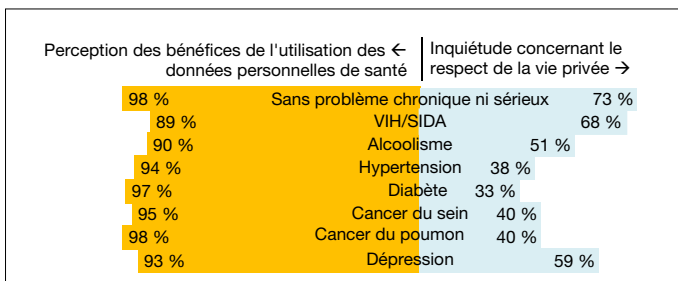 Perception des bénéfices de l'utilisation des ←
données personnelles de santé
Inquiétude concernant le
respect de la vie privée →
98 % Sans problème chronique ni sérieux 73 %
89 % VIH/SIDA 68 %
90 % Alcoolisme 51 %
94 % Hypertension 38 %
97 % Diabète 33 %
95 % Cancer du sein 40 %
98 % Cancer du poumon 40 %
93 % Dépression 59 %